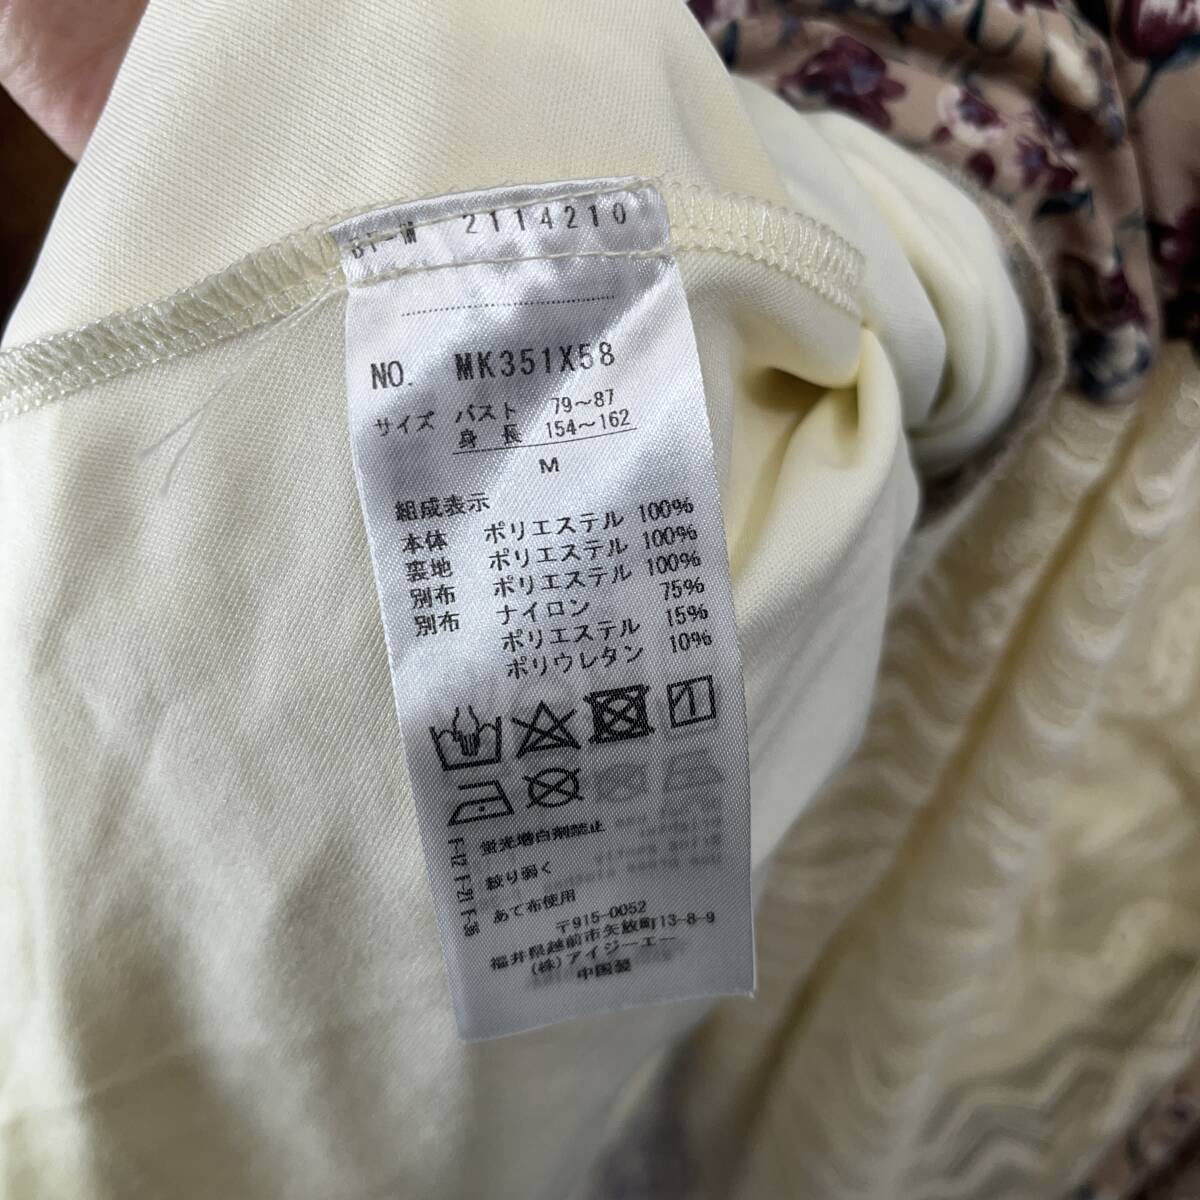 BT-M 2114210
NO. MK351X58
サイズ バスト 79~87
身長 154~162
M
組成表示
本体 ポリエステル 100%
裏地 ポリエステル 100%
別布 ポリエステル 100%
別布 ナイロン 75%
ポリエステル 15%
ポリウレタン 10%
蛍光増白剤禁止
絞り弱く
あて布使用
〒915-0052
福井県越前市矢放町13-8-9
(株)アイジーエー
中国製